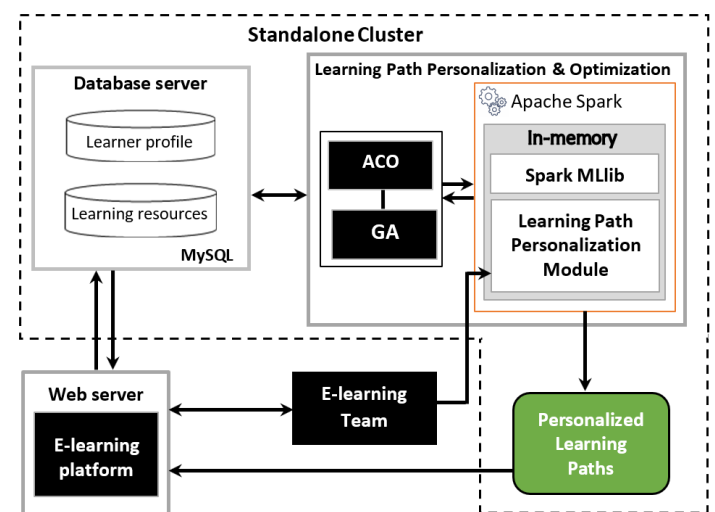 Standalone Cluster
Database server
Learner profile
Learning resources
MySQL
Learning Path Personalization & Optimization
ACO
GA
Apache Spark
In-memory
Spark MLlib
Learning Path
Personalization
Module
Web server
E-learning
platform
E-learning
Team
Personalized
Learning
Paths